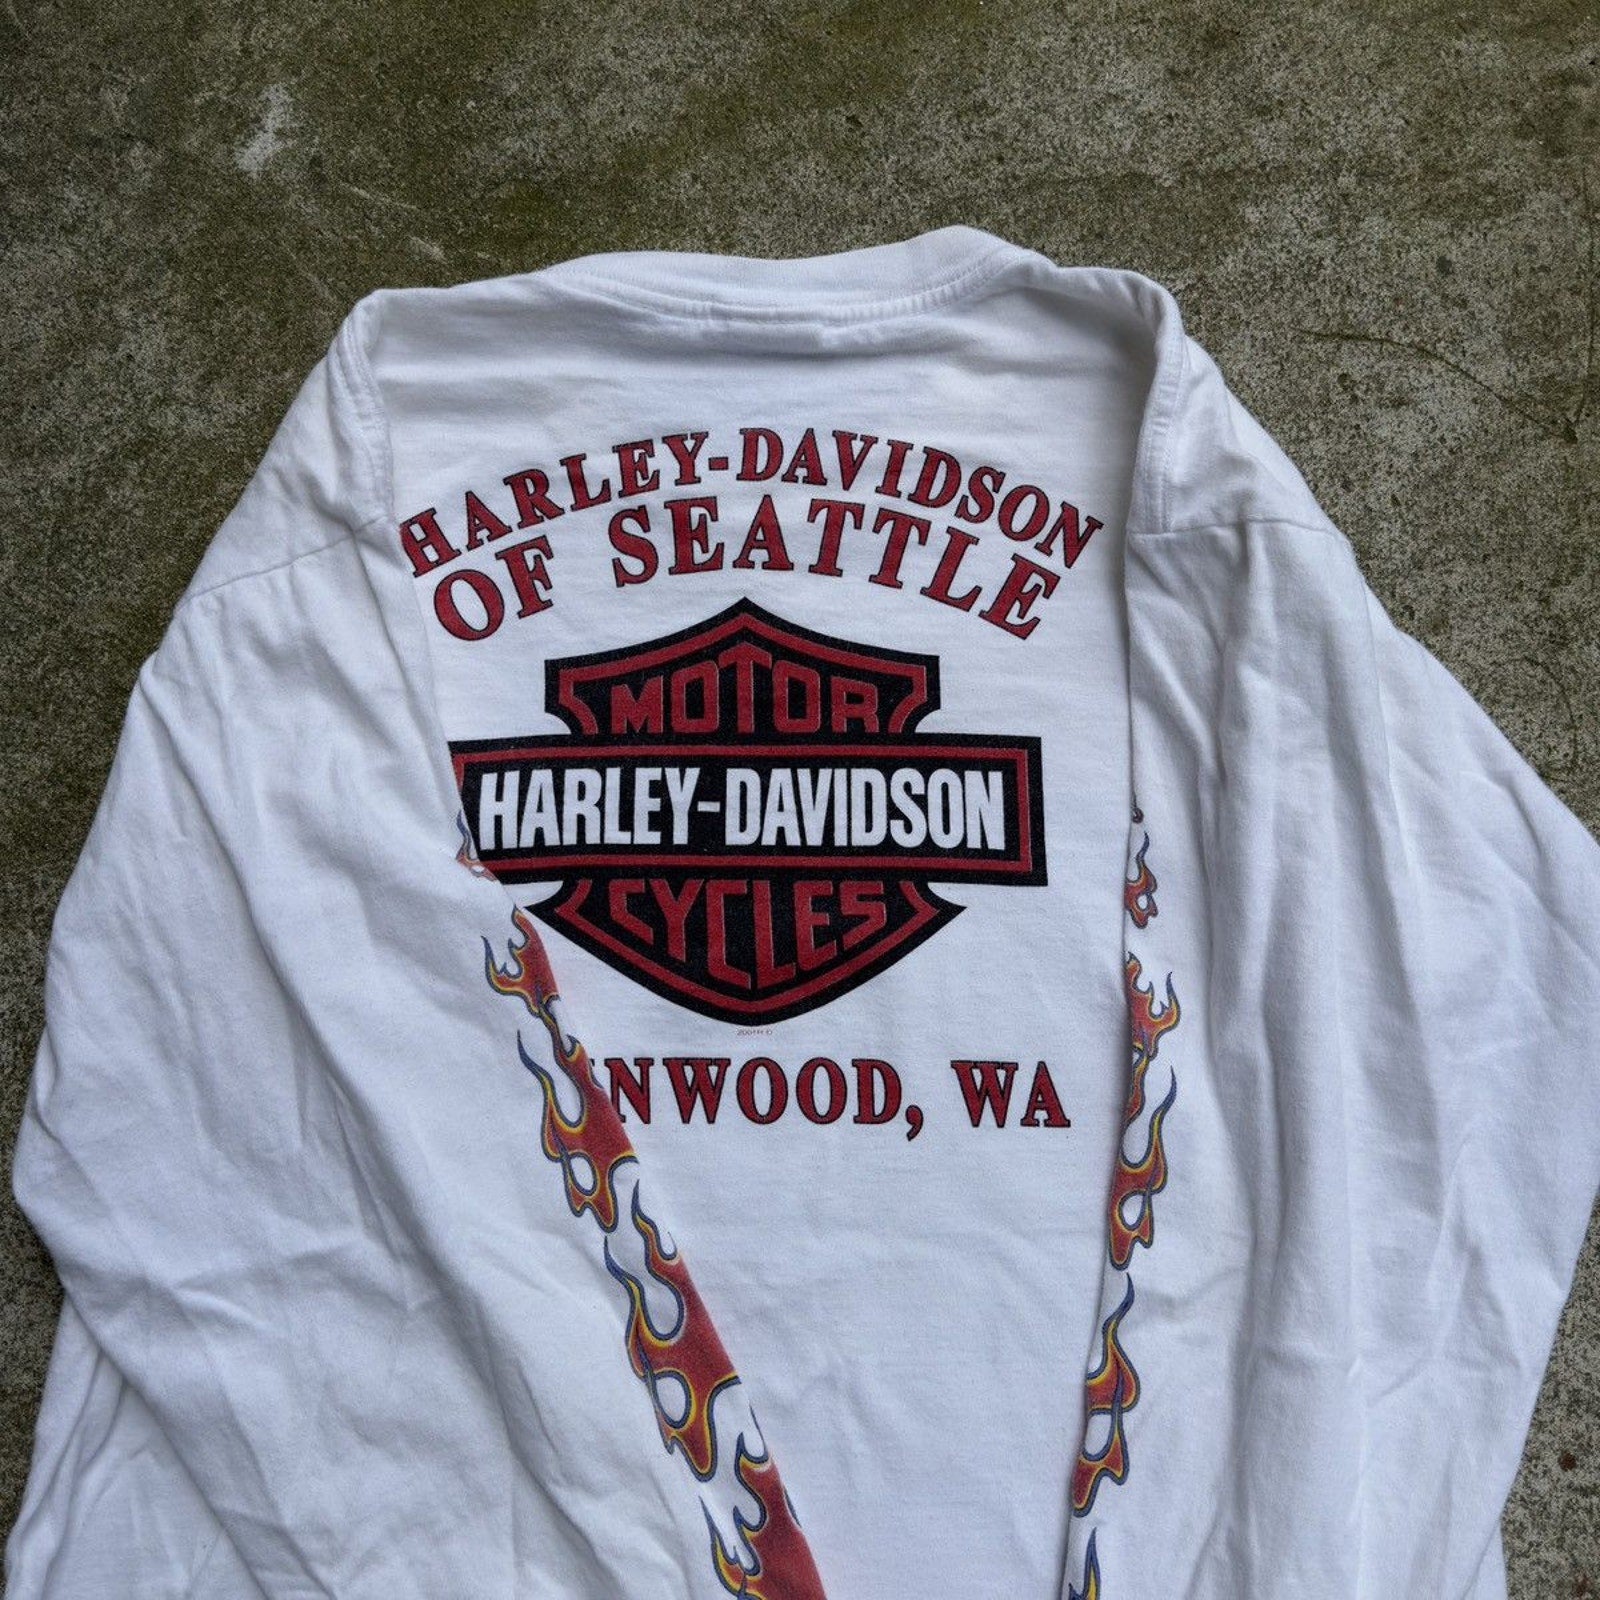 HARLEY-DAVIDSON
OF SEATTLE
MOTOR
HARLEY-DAVIDSON
CYCLES
NWOOD, WA